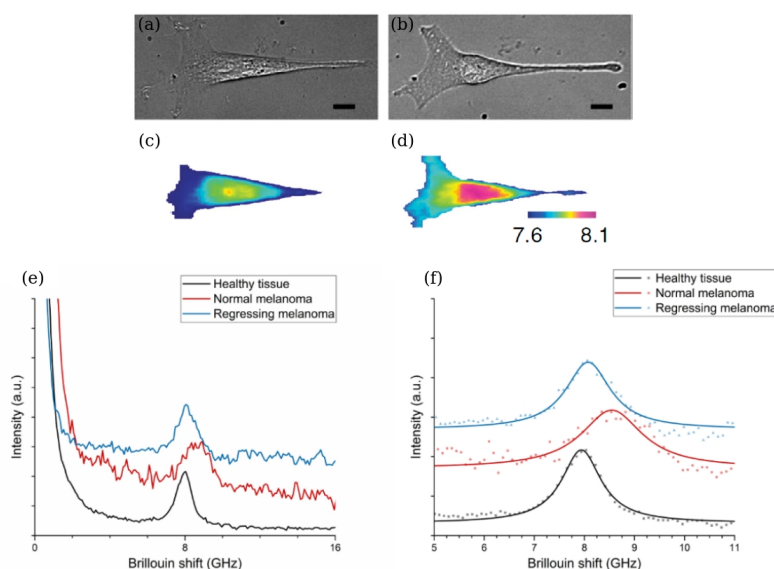 (a)
(b)
(c)
(d)
7.6 8.1
(e)
Healthy tissue
Normal melanoma
Regressing melanoma
Intensity (a.u.)
0 8 16
Brillouin shift (GHz)
(f)
Healthy tissue
Normal melanoma
Regressing melanoma
Intensity (a.u.)
5 6 7 8 9 10 11
Brillouin shift (GHz)